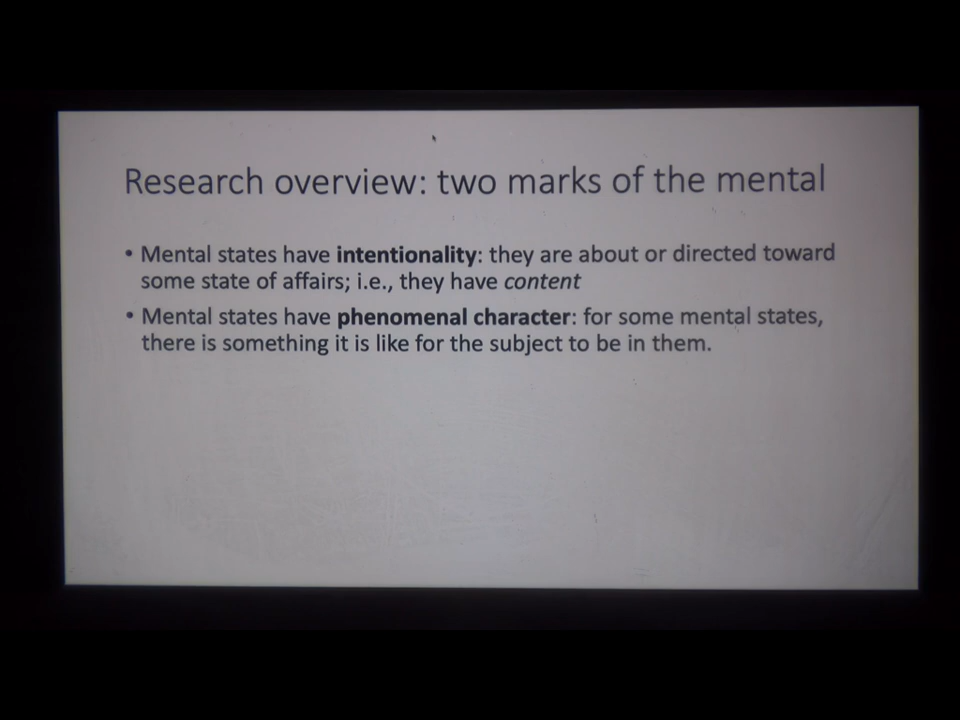 Research overview: two marks of the mental
• Mental states have intentionality: they are about or directed toward
some state of affairs; i.e., they have content
• Mental states have phenomenal character: for some mental states,
there is something it is like for the subject to be in them.